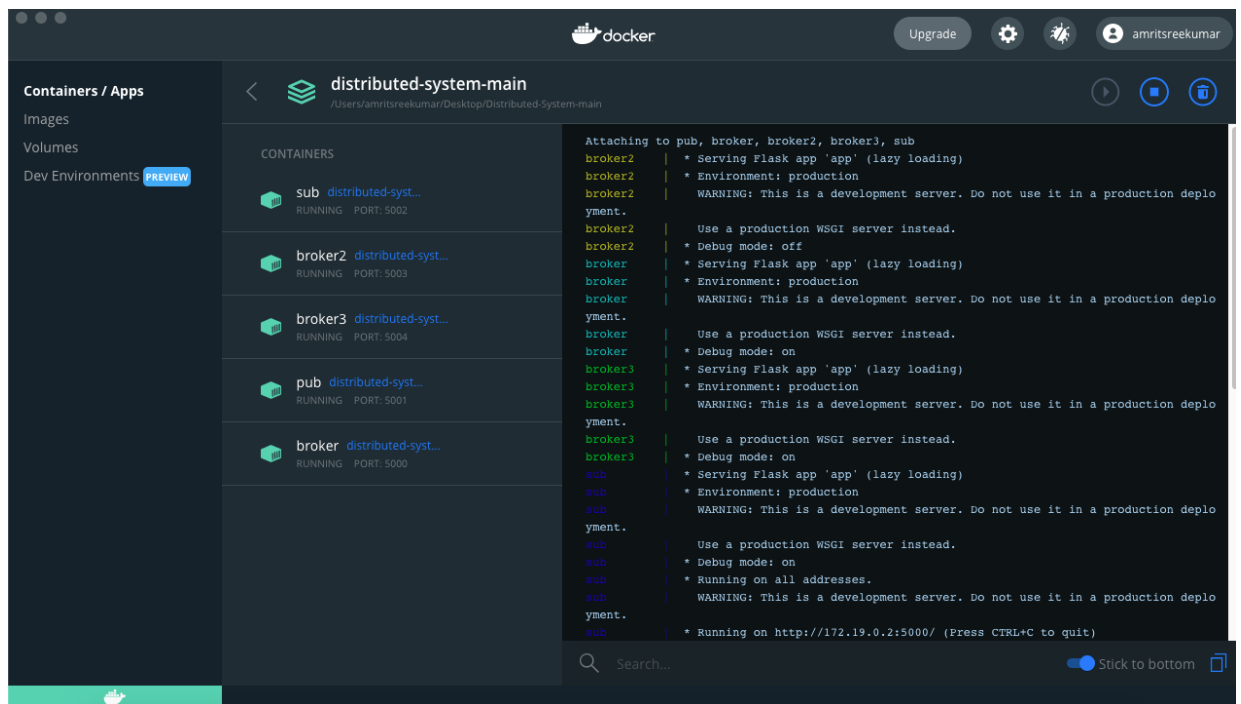 docker
Upgrade
amritsreekumar
Containers / Apps
Images
Volumes
Dev Environments PREVIEW
distributed-system-main
/Users/amritsreekumar/Desktop/Distributed-System-main
CONTAINERS
sub distributed-syst...
RUNNING PORT: 5002
broker2 distributed-syst...
RUNNING PORT: 5003
broker3 distributed-syst...
RUNNING PORT: 5004
pub distributed-syst...
RUNNING PORT: 5001
broker distributed-syst...
RUNNING PORT: 5000
Attaching to pub, broker, broker2, broker3, sub
broker2 | * Serving Flask app 'app' (lazy loading)
broker2 | * Environment: production
broker2 | WARNING: This is a development server. Do not use it in a production deplo
yment.
broker2 | Use a production WSGI server instead.
broker2 | * Debug mode: off
broker | * Serving Flask app 'app' (lazy loading)
broker | * Environment: production
broker | WARNING: This is a development server. Do not use it in a production deplo
yment.
broker | Use a production WSGI server instead.
broker | * Debug mode: on
broker3 | * Serving Flask app 'app' (lazy loading)
broker3 | * Environment: production
broker3 | WARNING: This is a development server. Do not use it in a production deplo
yment.
broker3 | Use a production WSGI server instead.
broker3 | * Debug mode: on
sub | * Serving Flask app 'app' (lazy loading)
sub | * Environment: production
sub | WARNING: This is a development server. Do not use it in a production deplo
yment.
sub | Use a production WSGI server instead.
sub | * Debug mode: on
sub | * Running on all addresses.
sub | WARNING: This is a development server. Do not use it in a production deplo
yment.
sub | * Running on http://172.19.0.2:5000/ (Press CTRL+C to quit)
Search...
Stick to bottom